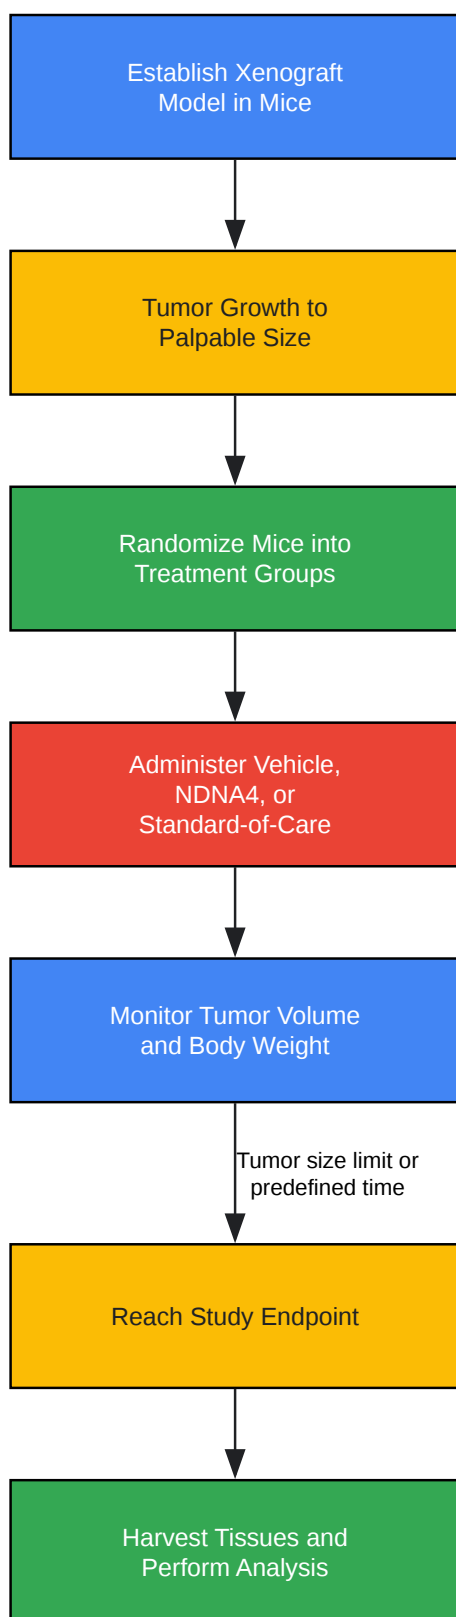 Establish Xenograft
Model in Mice
Tumor Growth to
Palpable Size
Randomize Mice into
Treatment Groups
Administer Vehicle,
NDNA4, or
Standard-of-Care
Monitor Tumor Volume
and Body Weight
Tumor size limit or
predefined time
Reach Study Endpoint
Harvest Tissues and
Perform Analysis